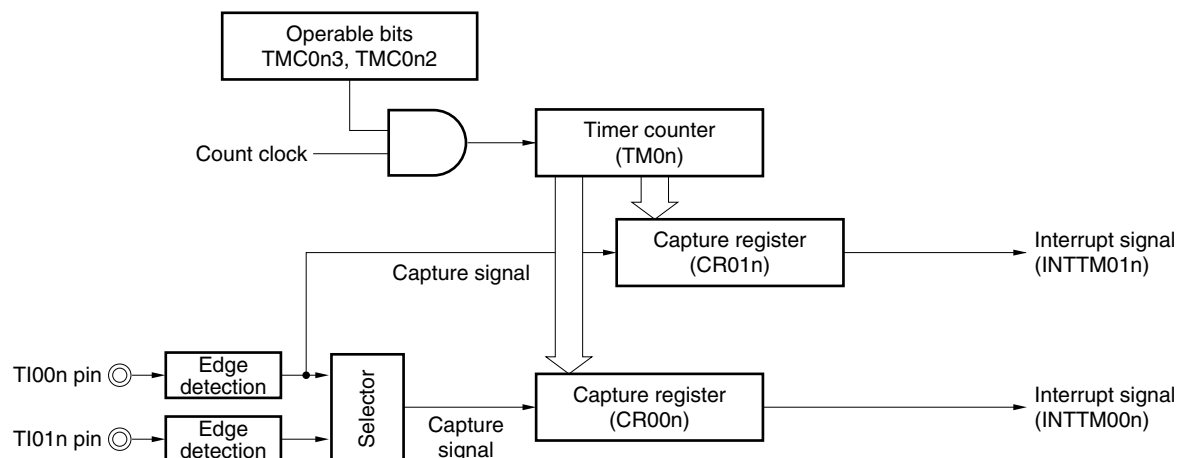 Operable bits
TMC0n3, TMC0n2
Count clock
Timer counter
(TM0n)
Capture register
(CR01n)
Interrupt signal
(INTTM01n)
Capture signal
TI00n pin
Edge
detection
Selector
Capture register
(CR00n)
Interrupt signal
(INTTM00n)
Capture
signal
TI01n pin
Edge
detection